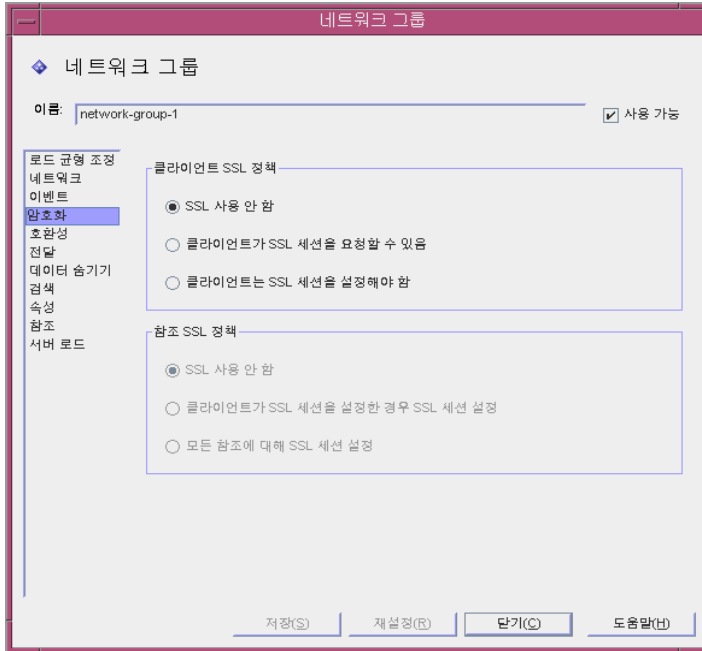 네트워크 그룹
네트워크 그룹
이름: network-group-1 사용 가능
로드 균형 조정
네트워크
이벤트
암호화
호환성
전달
데이터 숨기기
검색
속성
참조
서버 로드
클라이언트 SSL 정책
SSL 사용 안 함
클라이언트가 SSL 세션을 요청할 수 있음
클라이언트는 SSL 세션을 설정해야 함
참조 SSL 정책
SSL 사용 안 함
클라이언트가 SSL 세션을 설정한 경우 SSL 세션 설정
모든 참조에 대해 SSL 세션 설정
저장(S) 재설정(R) 닫기(C) 도움말(H)